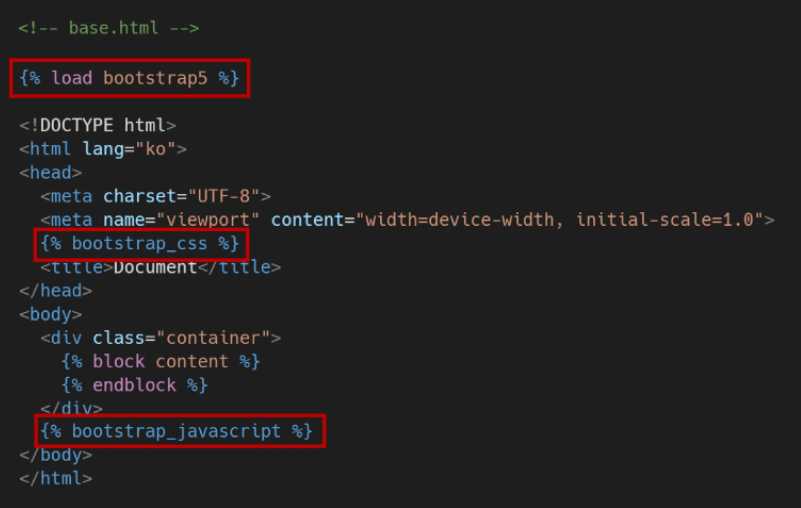 <!-- base.html -->
{% load bootstrap5 %}
<!DOCTYPE html>
<html lang="ko">
<head>
  <meta charset="UTF-8">
  <meta name="viewport" content="width=device-width, initial-scale=1.0">
  {% bootstrap_css %}
  <title>Document</title>
</head>
<body>
  <div class="container">
    {% block content %}
    {% endblock %}
  </div>
  {% bootstrap_javascript %}
</body>
</html>